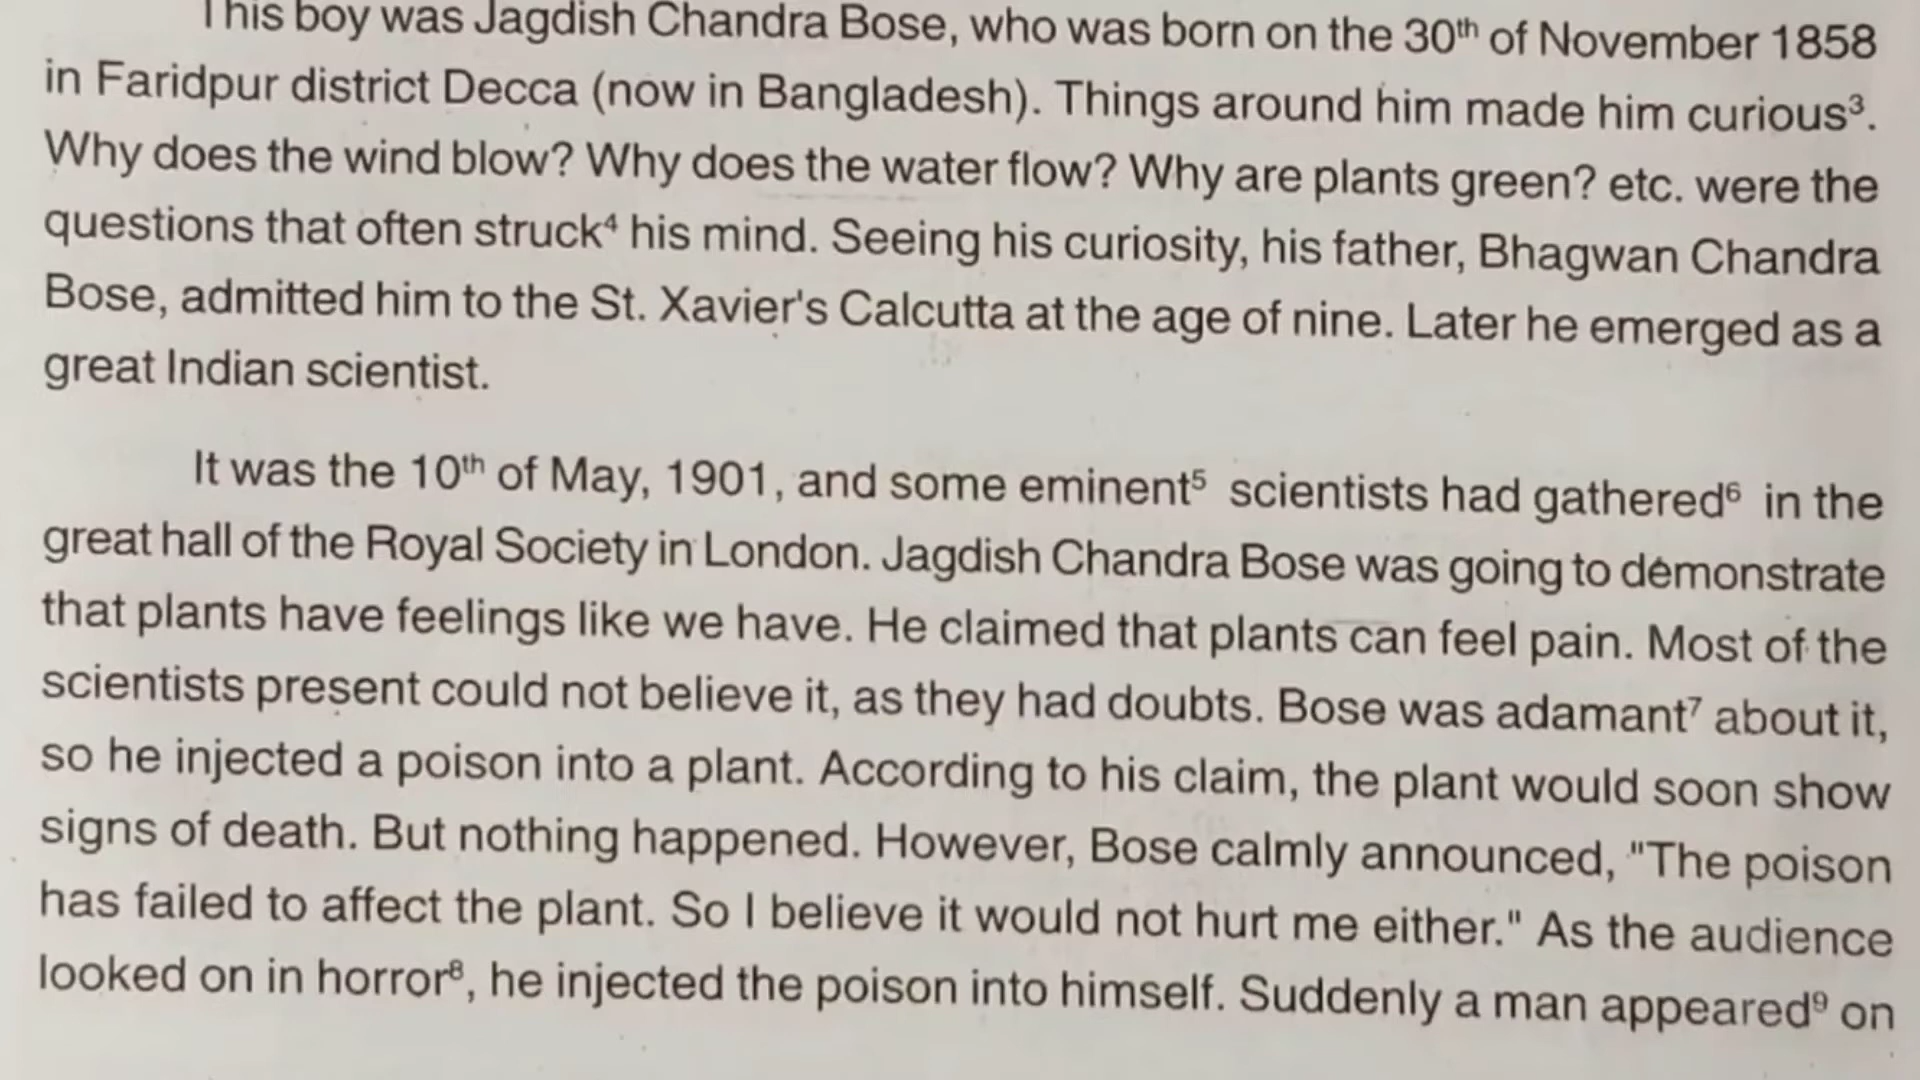 This boy was Jagdish Chandra Bose, who was born on the 30th of November 1858
in Faridpur district Decca (now in Bangladesh). Things around him made him curious³.
Why does the wind blow? Why does the water flow? Why are plants green? etc. were the
questions that often struck⁴ his mind. Seeing his curiosity, his father, Bhagwan Chandra
Bose, admitted him to the St. Xavier's Calcutta at the age of nine. Later he emerged as a
great Indian scientist.
It was the 10th of May, 1901, and some eminent⁵ scientists had gathered⁶ in the
great hall of the Royal Society in London. Jagdish Chandra Bose was going to demonstrate
that plants have feelings like we have. He claimed that plants can feel pain. Most of the
scientists present could not believe it, as they had doubts. Bose was adamant⁷ about it,
so he injected a poison into a plant. According to his claim, the plant would soon show
signs of death. But nothing happened. However, Bose calmly announced, "The poison
has failed to affect the plant. So I believe it would not hurt me either." As the audience
looked on in horror⁸, he injected the poison into himself. Suddenly a man appeared⁹ on